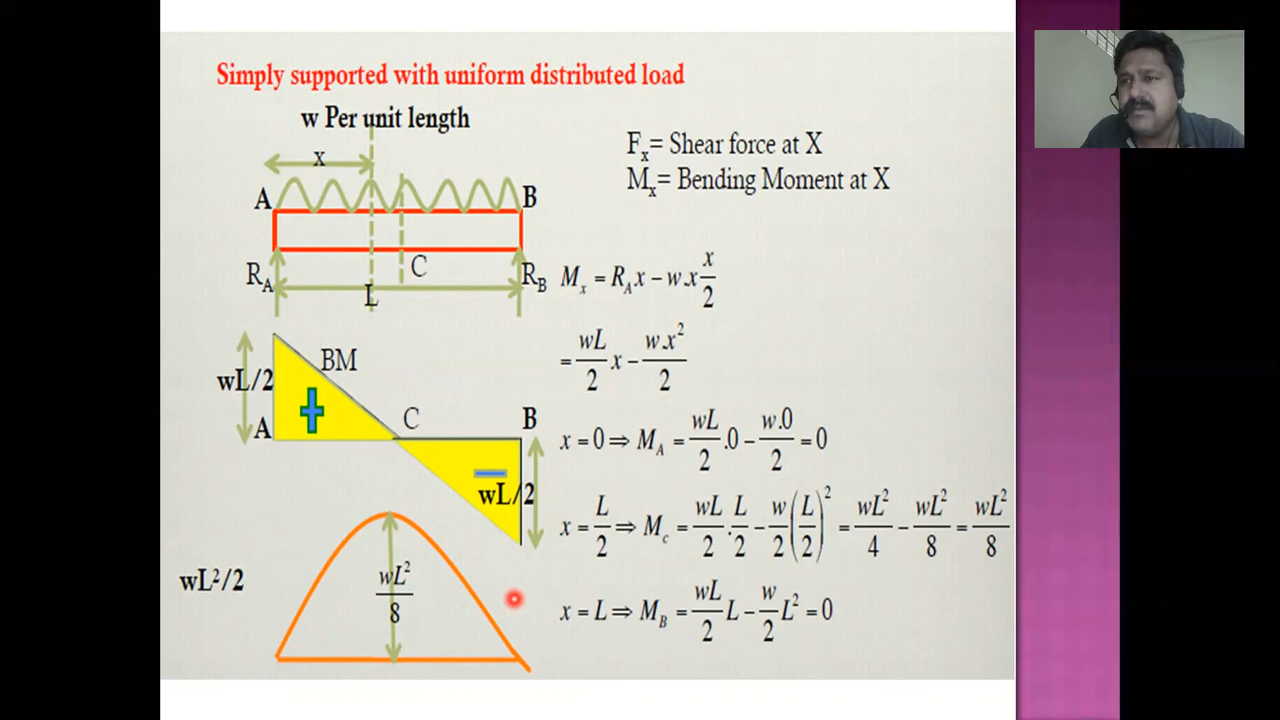 Simply supported with uniform distributed load
w Per unit length
x
A
B
R_A
C
R_B
L
F_x= Shear force at X
M_x= Bending Moment at X
M_x = R_A x − w.x x/2
= wL/2 x − w.x²/2
x = 0 ⇒ M_A = wL/2 .0 − w.0/2 = 0
x = L/2 ⇒ M_c = wL/2 . L/2 − w/2 (L/2)² = wL²/4 − wL²/8 = wL²/8
x = L ⇒ M_B = wL/2 L − w/2 L² = 0
BM
wL/2
A
C
B
wL/2
wL²/2
wL²/8